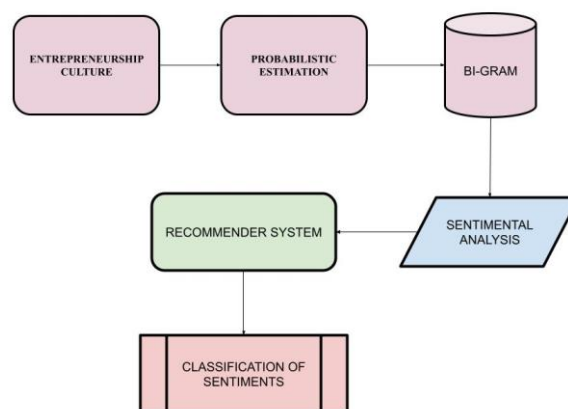 ENTREPRENEURSHIP
CULTURE
PROBABILISTIC
ESTIMATION
BI-GRAM
SENTIMENTAL
ANALYSIS
RECOMMENDER SYSTEM
CLASSIFICATION OF
SENTIMENTS